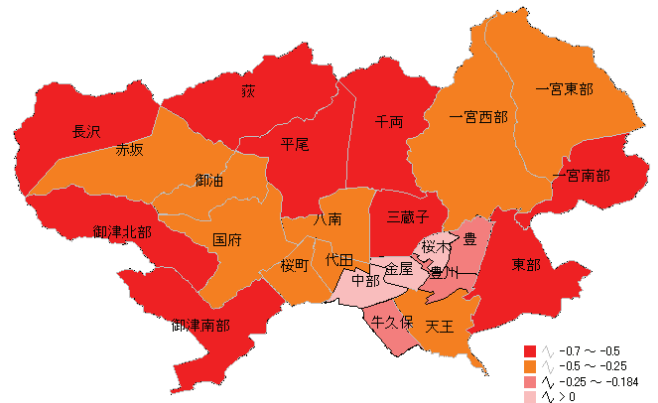 一宮東部
荻
一宮西部
千両
長沢
平尾
赤坂
一宮南部
御油
八南
三蔵子
御津北部
国府
豊
桜木
桜町
代田
金屋
豊川
東部
中部
牛久保
天王
御津南部
-0.7 ～ -0.5
-0.5 ～ -0.25
-0.25 ～ -0.184
> 0